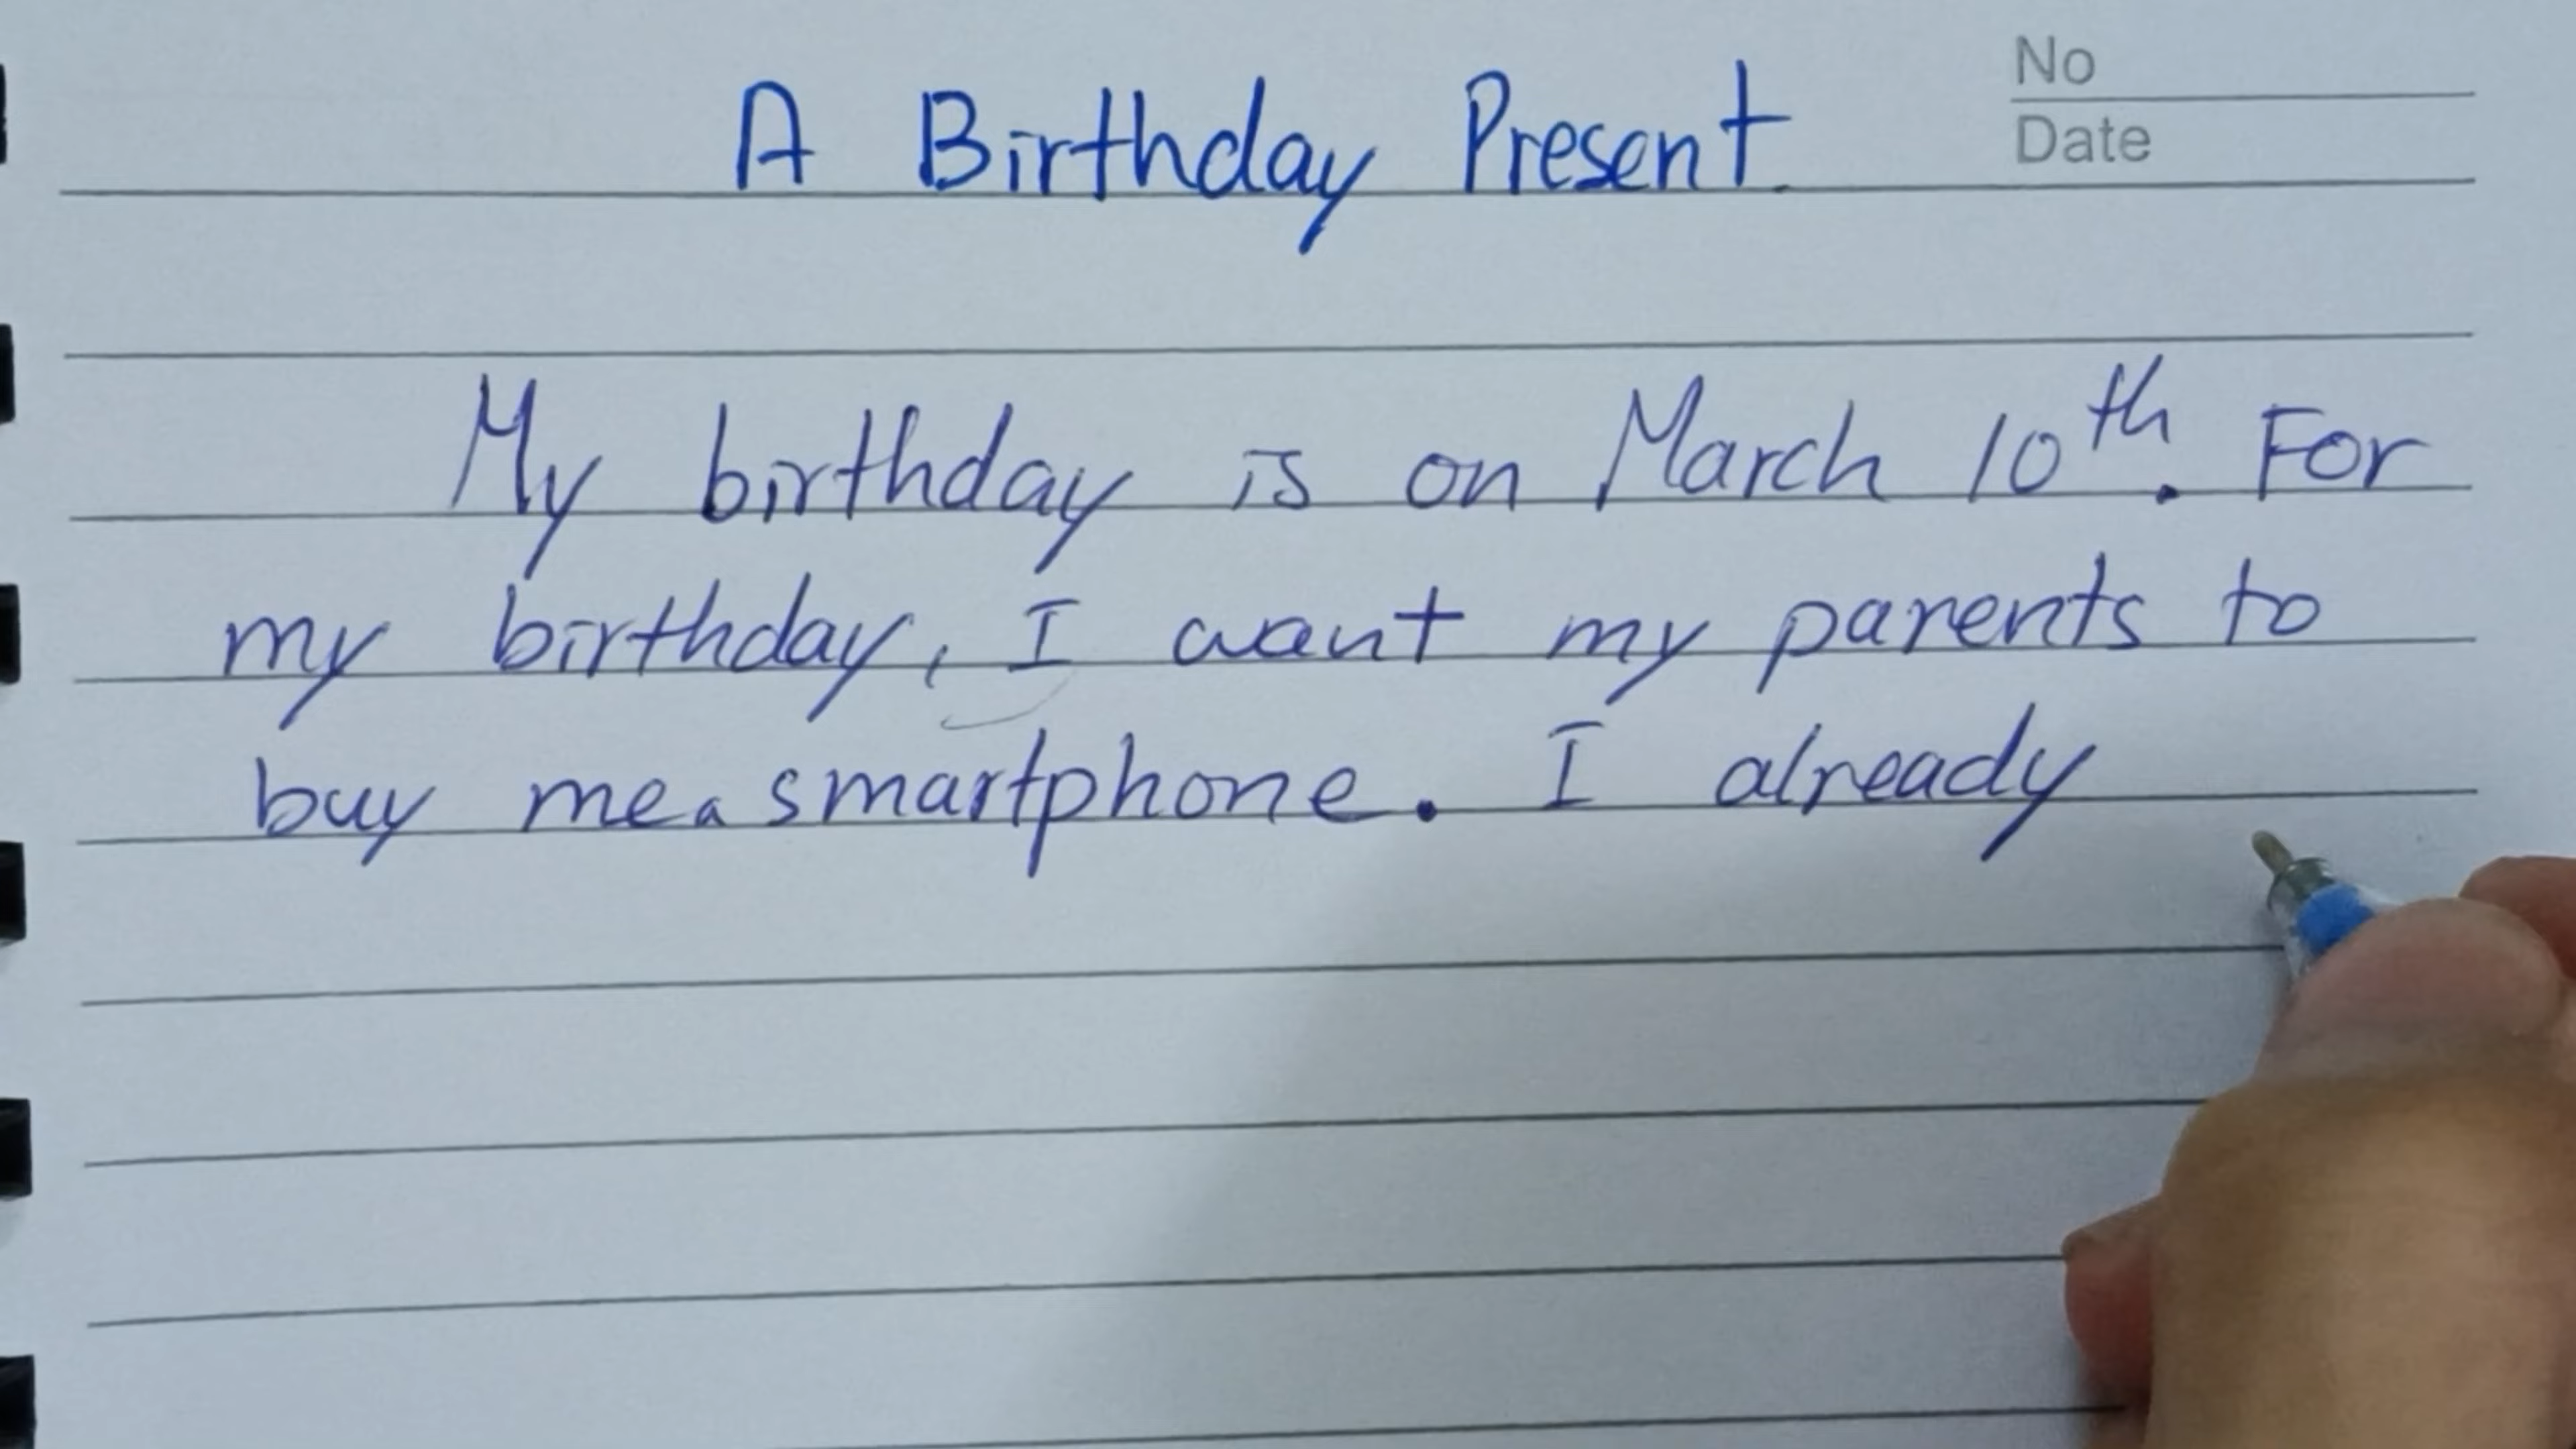 No
A Birthday Present
Date
My birthday is on March 10th. For
my birthday, I want my parents to
buy me a smartphone. I already